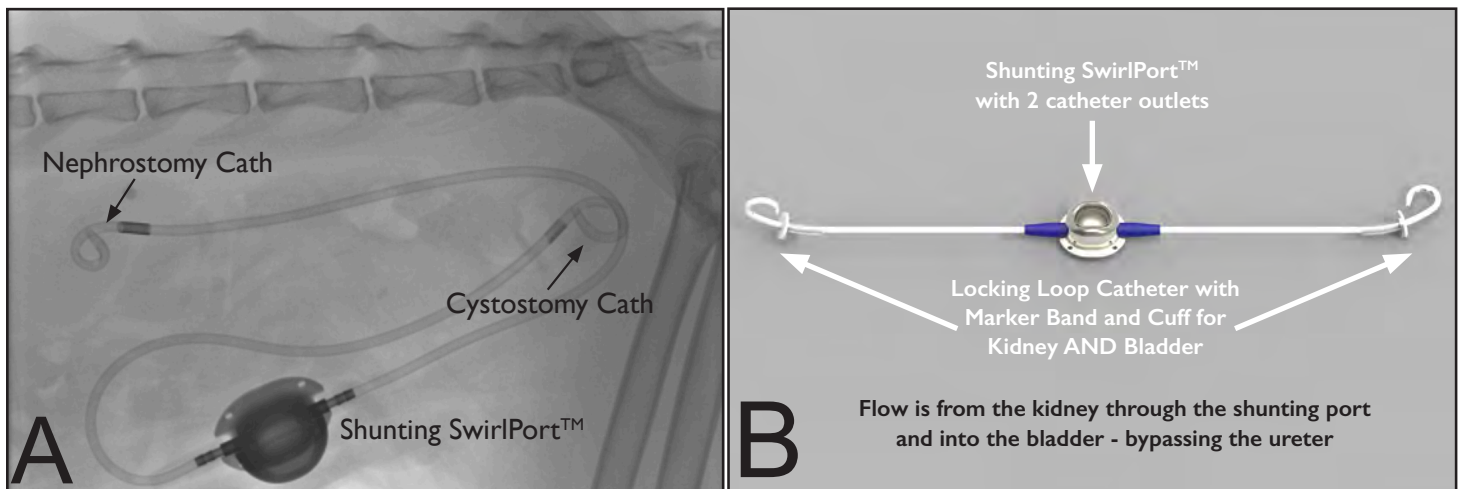 Nephrostomy Cath
Cystostomy Cath
Shunting SwirlPort™
A
Shunting SwirlPort™
with 2 catheter outlets
Locking Loop Catheter with
Marker Band and Cuff for
Kidney AND Bladder
Flow is from the kidney through the shunting port
and into the bladder - bypassing the ureter
B